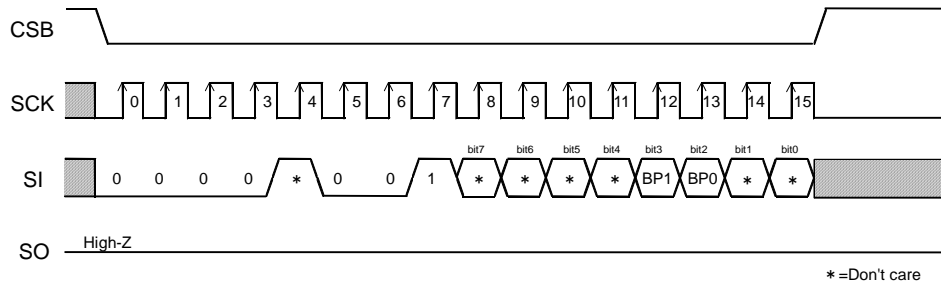 CSB
SCK 0 1 2 3 4 5 6 7 8 9 10 11 12 13 14 15
bit7 bit6 bit5 bit4 bit3 bit2 bit1 bit0
SI 0 0 0 0 * 0 0 1 * * * * BP1 BP0 * *
High-Z
SO
* =Don't care